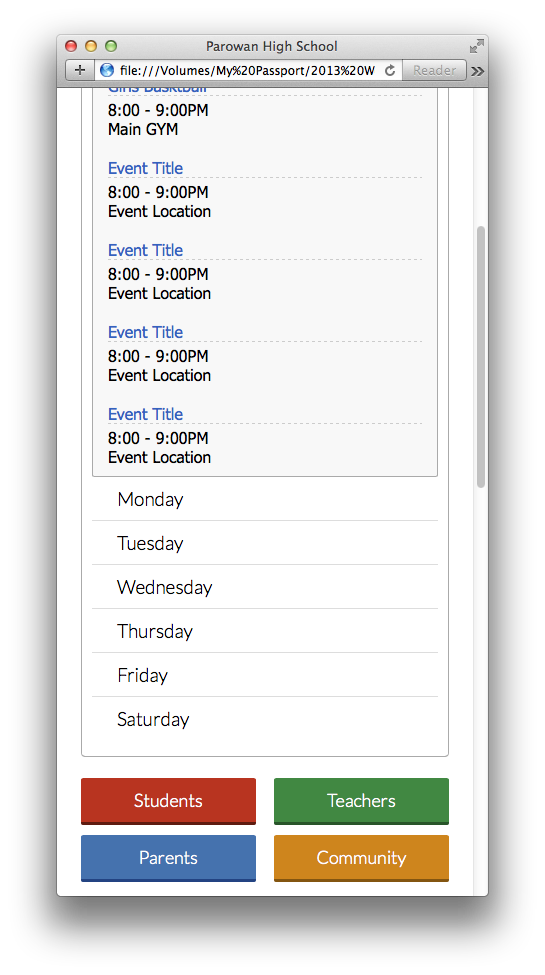 Parowan High School
file:///Volumes/My%20Passport/2013%20W
Reader
Girls Basktball
8:00 - 9:00PM
Main GYM
Event Title
8:00 - 9:00PM
Event Location
Event Title
8:00 - 9:00PM
Event Location
Event Title
8:00 - 9:00PM
Event Location
Event Title
8:00 - 9:00PM
Event Location
Monday
Tuesday
Wednesday
Thursday
Friday
Saturday
Students
Teachers
Parents
Community